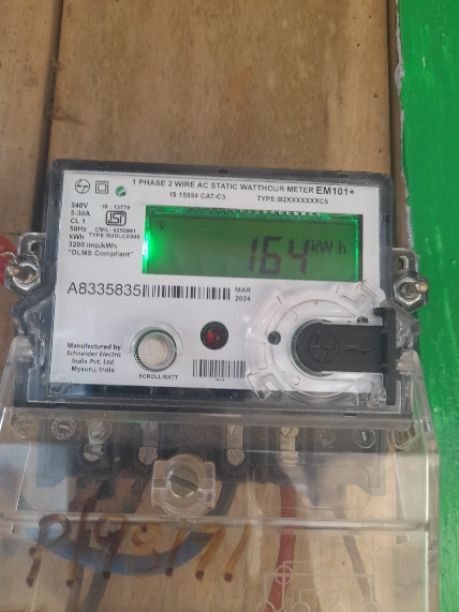 1 PHASE 2 WIRE AC STATIC WATTHOUR METER EM101+
IS 15959 CAT-C3 TYPE:B2XXXXXXXC5
240V IS : 13779
5-30A
CL 1
50Hz
kWh
3200 imp/kWh
"DLMS Compliant"
164 kWh
A8335835
MAR
2024
Manufactured by
Schneider Electric
India Pvt. Ltd.
Mysuru, India
SCROLL/BATT